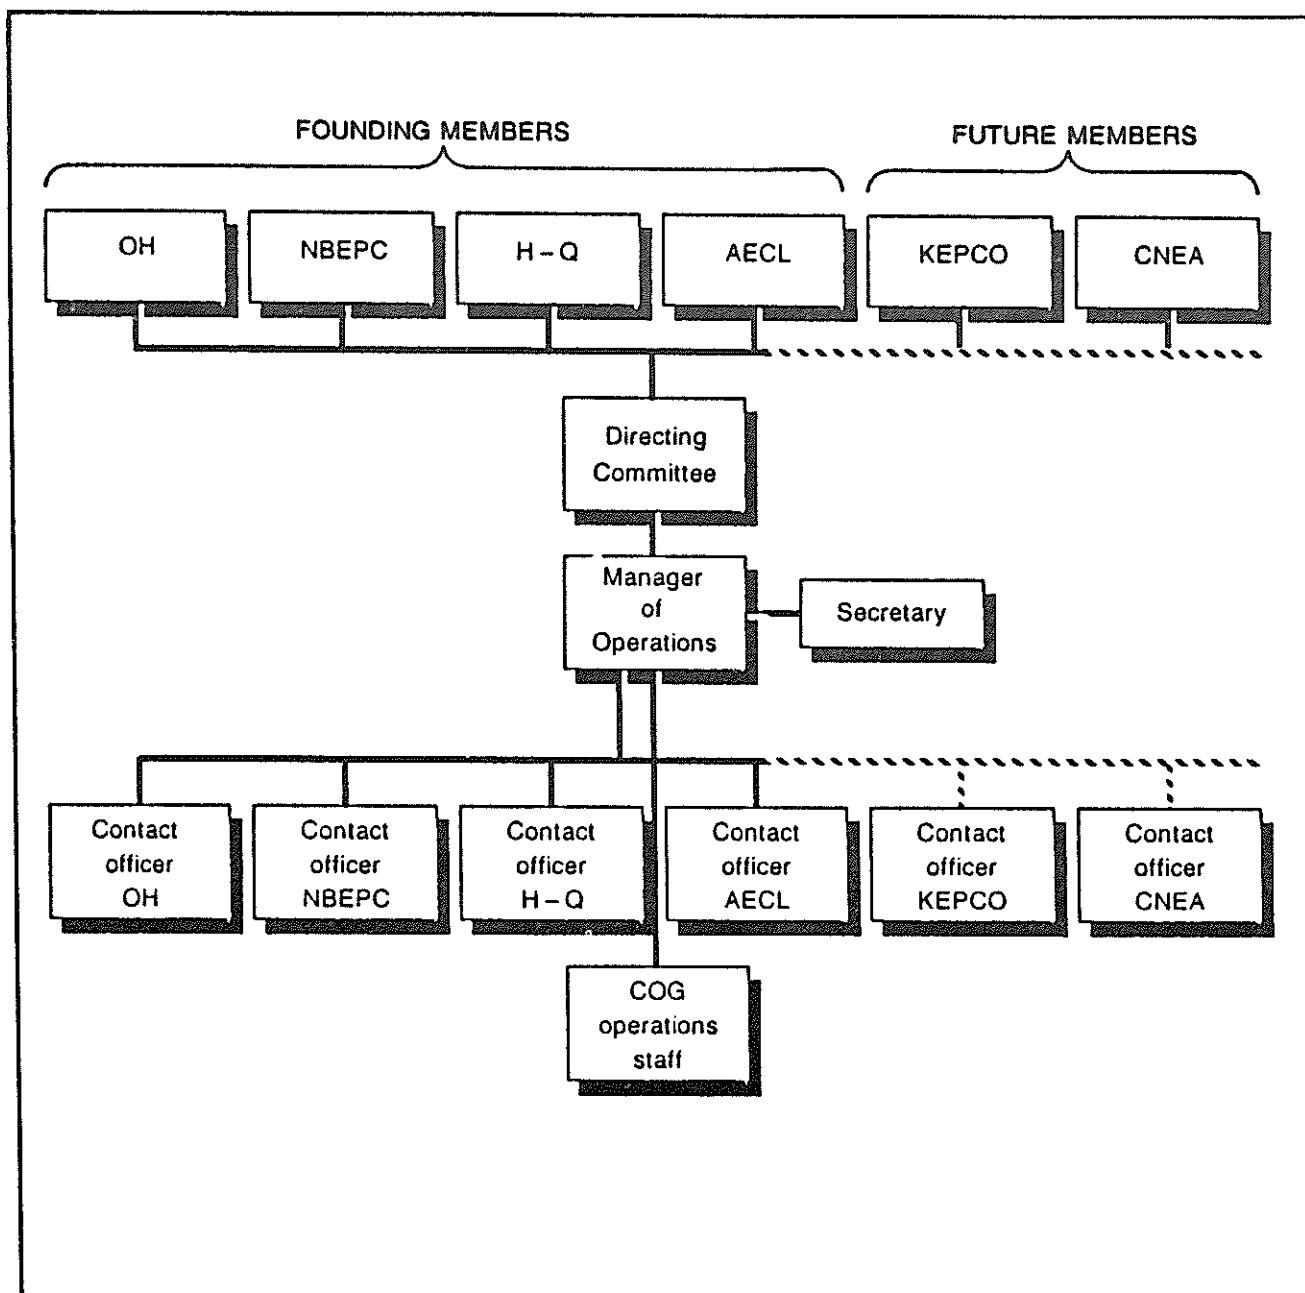 FOUNDING MEMBERS
FUTURE MEMBERS
OH
NBEPC
H – Q
AECL
KEPCO
CNEA
Directing
Committee
Manager
of
Operations
Secretary
Contact
officer
OH
Contact
officer
NBEPC
Contact
officer
H – Q
Contact
officer
AECL
Contact
officer
KEPCO
Contact
officer
CNEA
COG
operations
staff